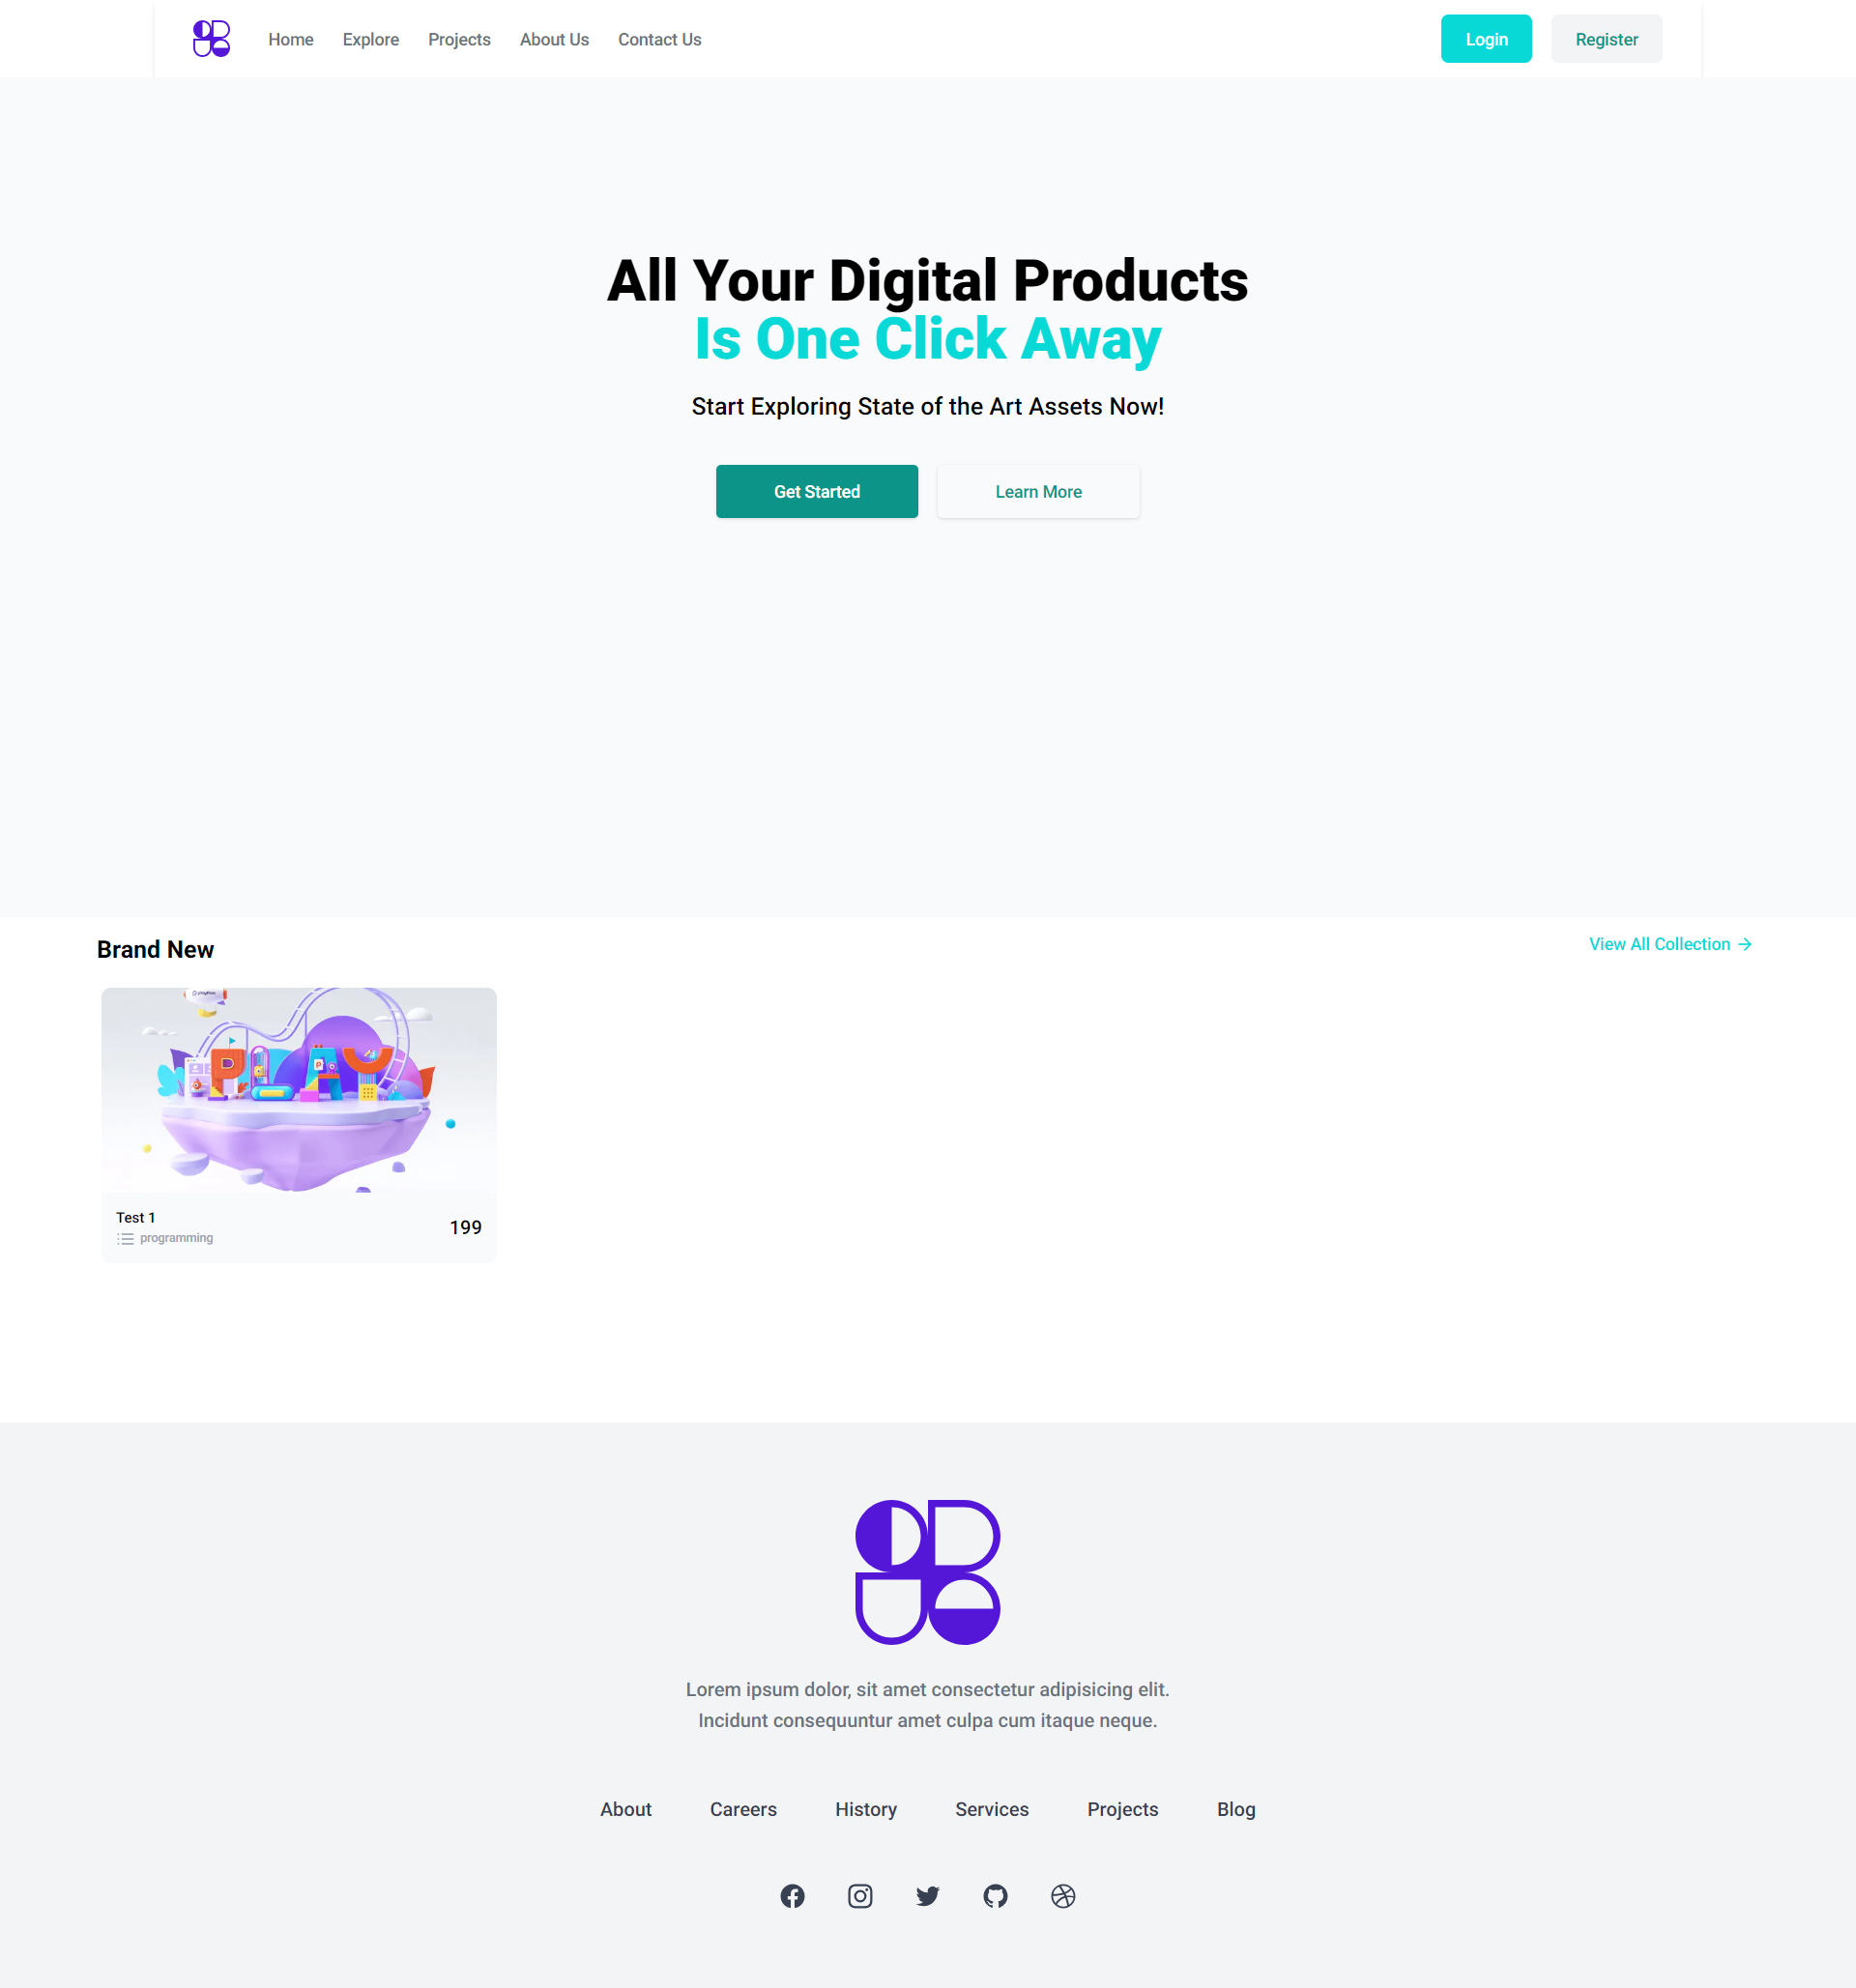 Home Explore Projects About Us Contact Us Login Register
All Your Digital Products
Is One Click Away
Start Exploring State of the Art Assets Now!
Get Started Learn More
Brand New View All Collection
PLAY
Test 1
199
programming
Lorem ipsum dolor, sit amet consectetur adipisicing elit.
Incidunt consequuntur amet culpa cum itaque neque.
About Careers History Services Projects Blog